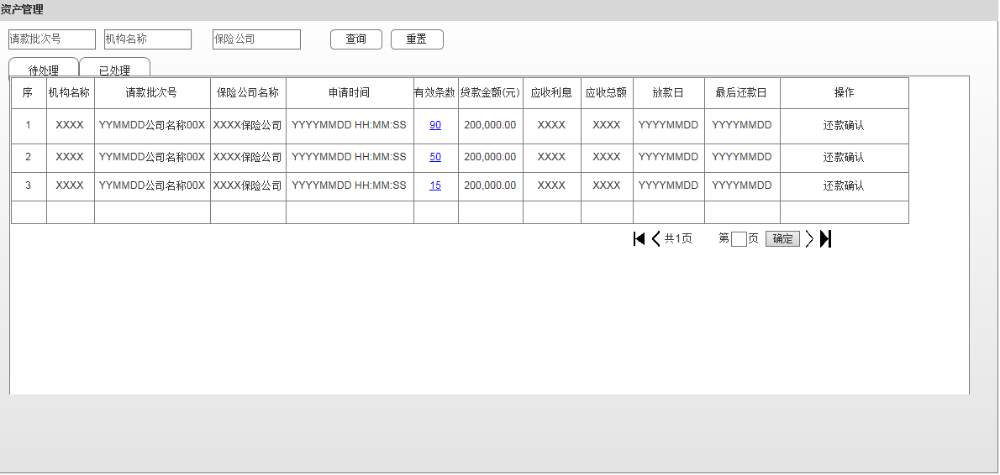 资产管理
请款批次号 机构名称 保险公司 查询 重置
待处理 已处理
序 机构名称 请款批次号 保险公司名称 申请时间 有效条数 贷款金额(元) 应收利息 应收总额 放款日 最后还款日 操作
1 XXXX YYMMDD公司名称00X XXXX保险公司 YYYYMMDD HH:MM:SS 90 200,000.00 XXXX XXXX YYYYMMDD YYYYMMDD 还款确认
2 XXXX YYMMDD公司名称00X XXXX保险公司 YYYYMMDD HH:MM:SS 50 200,000.00 XXXX XXXX YYYYMMDD YYYYMMDD 还款确认
3 XXXX YYMMDD公司名称00X XXXX保险公司 YYYYMMDD HH:MM:SS 15 200,000.00 XXXX XXXX YYYYMMDD YYYYMMDD 还款确认
共1页 第 页 确定